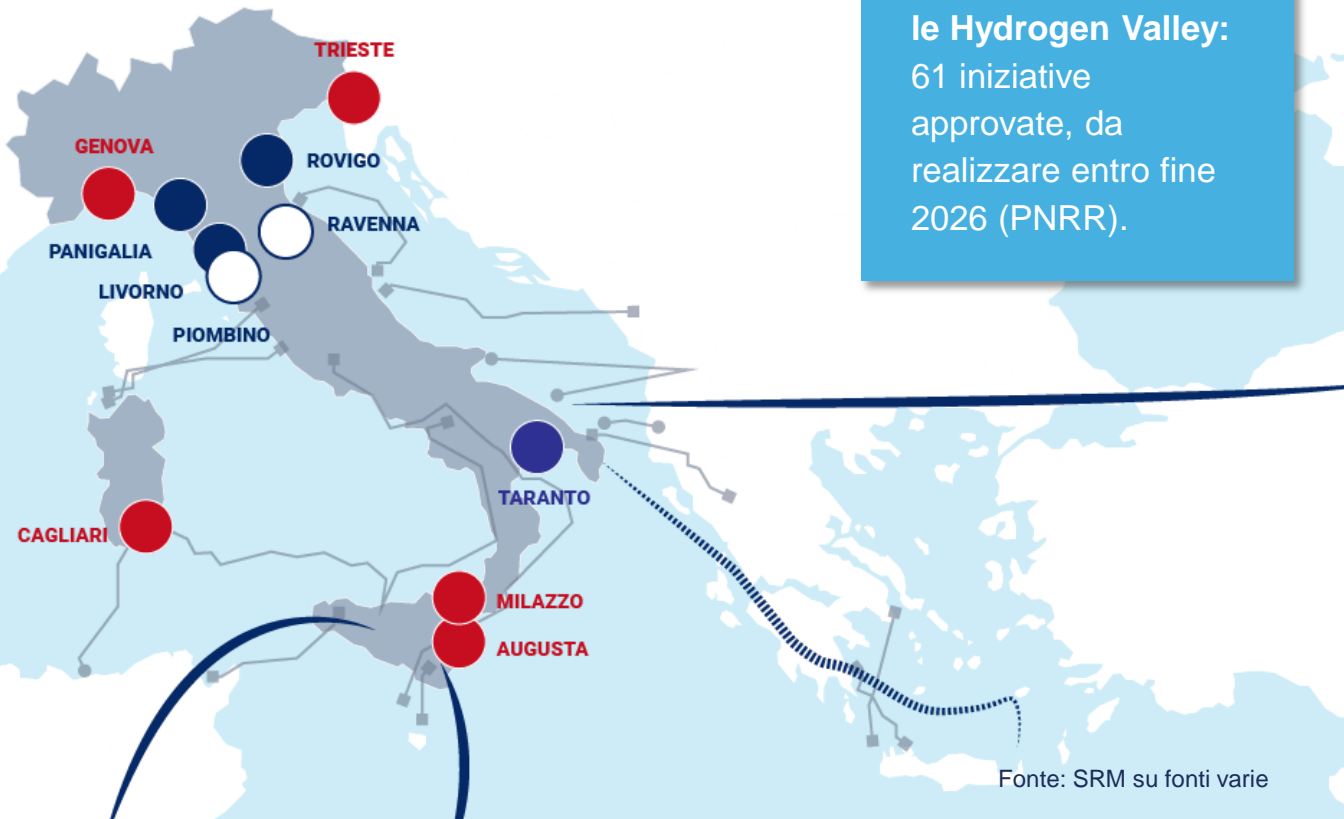 le Hydrogen Valley:
61 iniziative
approvate, da
realizzare entro fine
2026 (PNRR).
TRIESTE
GENOVA
ROVIGO
RAVENNA
PANIGALIA
LIVORNO
PIOMBINO
TARANTO
CAGLIARI
MILAZZO
AUGUSTA
Fonte: SRM su fonti varie